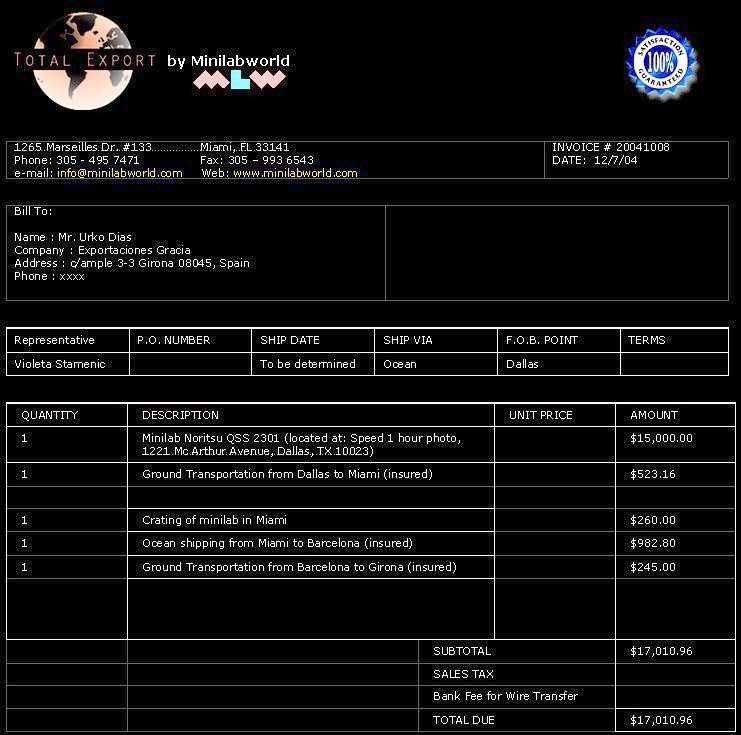 TOTAL EXPORT by Minilabworld
SATISFACTION
100%
GUARANTEED
1265 Marseilles Dr. #133...............Miami, FL 33141
Phone: 305 - 495 7471 Fax: 305 – 993 6543
e-mail: info@minilabworld.com Web: www.minilabworld.com
INVOICE # 20041008
DATE: 12/7/04
Bill To:
Name : Mr. Urko Dias
Company : Exportaciones Gracia
Address : c/ample 3-3 Girona 08045, Spain
Phone : xxxx
Representative P.O. NUMBER SHIP DATE SHIP VIA F.O.B. POINT TERMS
Violeta Stamenic To be determined Ocean Dallas
QUANTITY DESCRIPTION UNIT PRICE AMOUNT
1 Minilab Noritsu QSS 2301 (located at: Speed 1 hour photo, $15,000.00
1221 Mc Arthur Avenue, Dallas, TX 10023)
1 Ground Transportation from Dallas to Miami (insured) $523.16
1 Crating of minilab in Miami $260.00
1 Ocean shipping from Miami to Barcelona (insured) $982.80
1 Ground Transportation from Barcelona to Girona (insured) $245.00
SUBTOTAL $17,010.96
SALES TAX
Bank Fee for Wire Transfer
TOTAL DUE $17,010.96